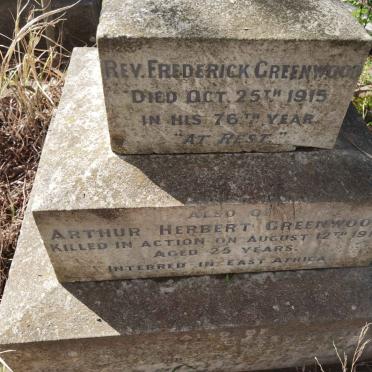 REV. FREDERICK GREENWOOD
DIED OCT. 25TH 1915
IN HIS 76TH YEAR.
"AT REST."
ALSO OF
ARTHUR HERBERT GREENWOOD
KILLED IN ACTION ON AUGUST 12TH
AGED 26 YEARS.
INTERRED IN EAST AFRICA